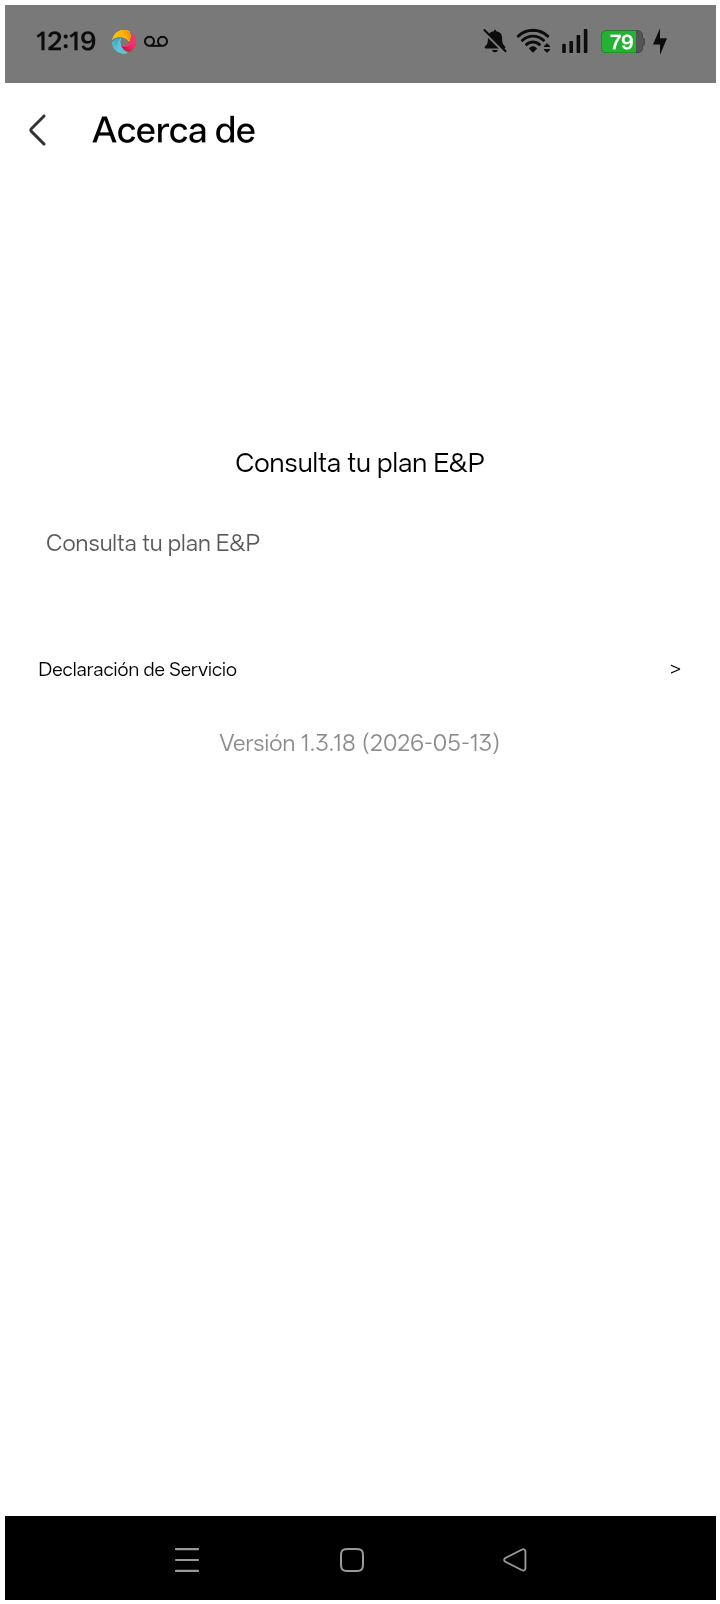 12:19
79
Acerca de
Consulta tu plan E&P
Consulta tu plan E&P
Declaración de Servicio >
Versión 1.3.18 (2026-05-13)